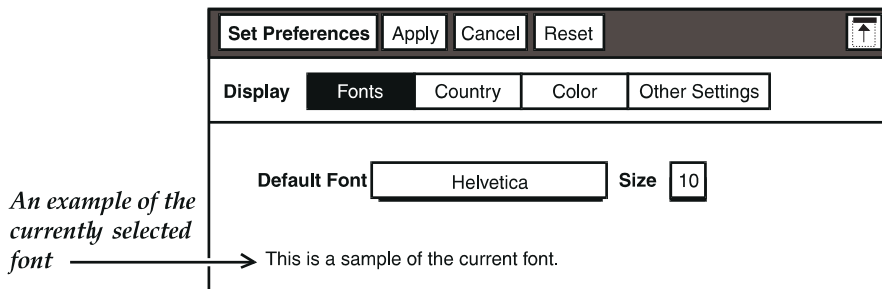 Set Preferences Apply Cancel Reset
Display Fonts Country Color Other Settings
Default Font Helvetica Size 10
An example of the
currently selected
font
This is a sample of the current font.